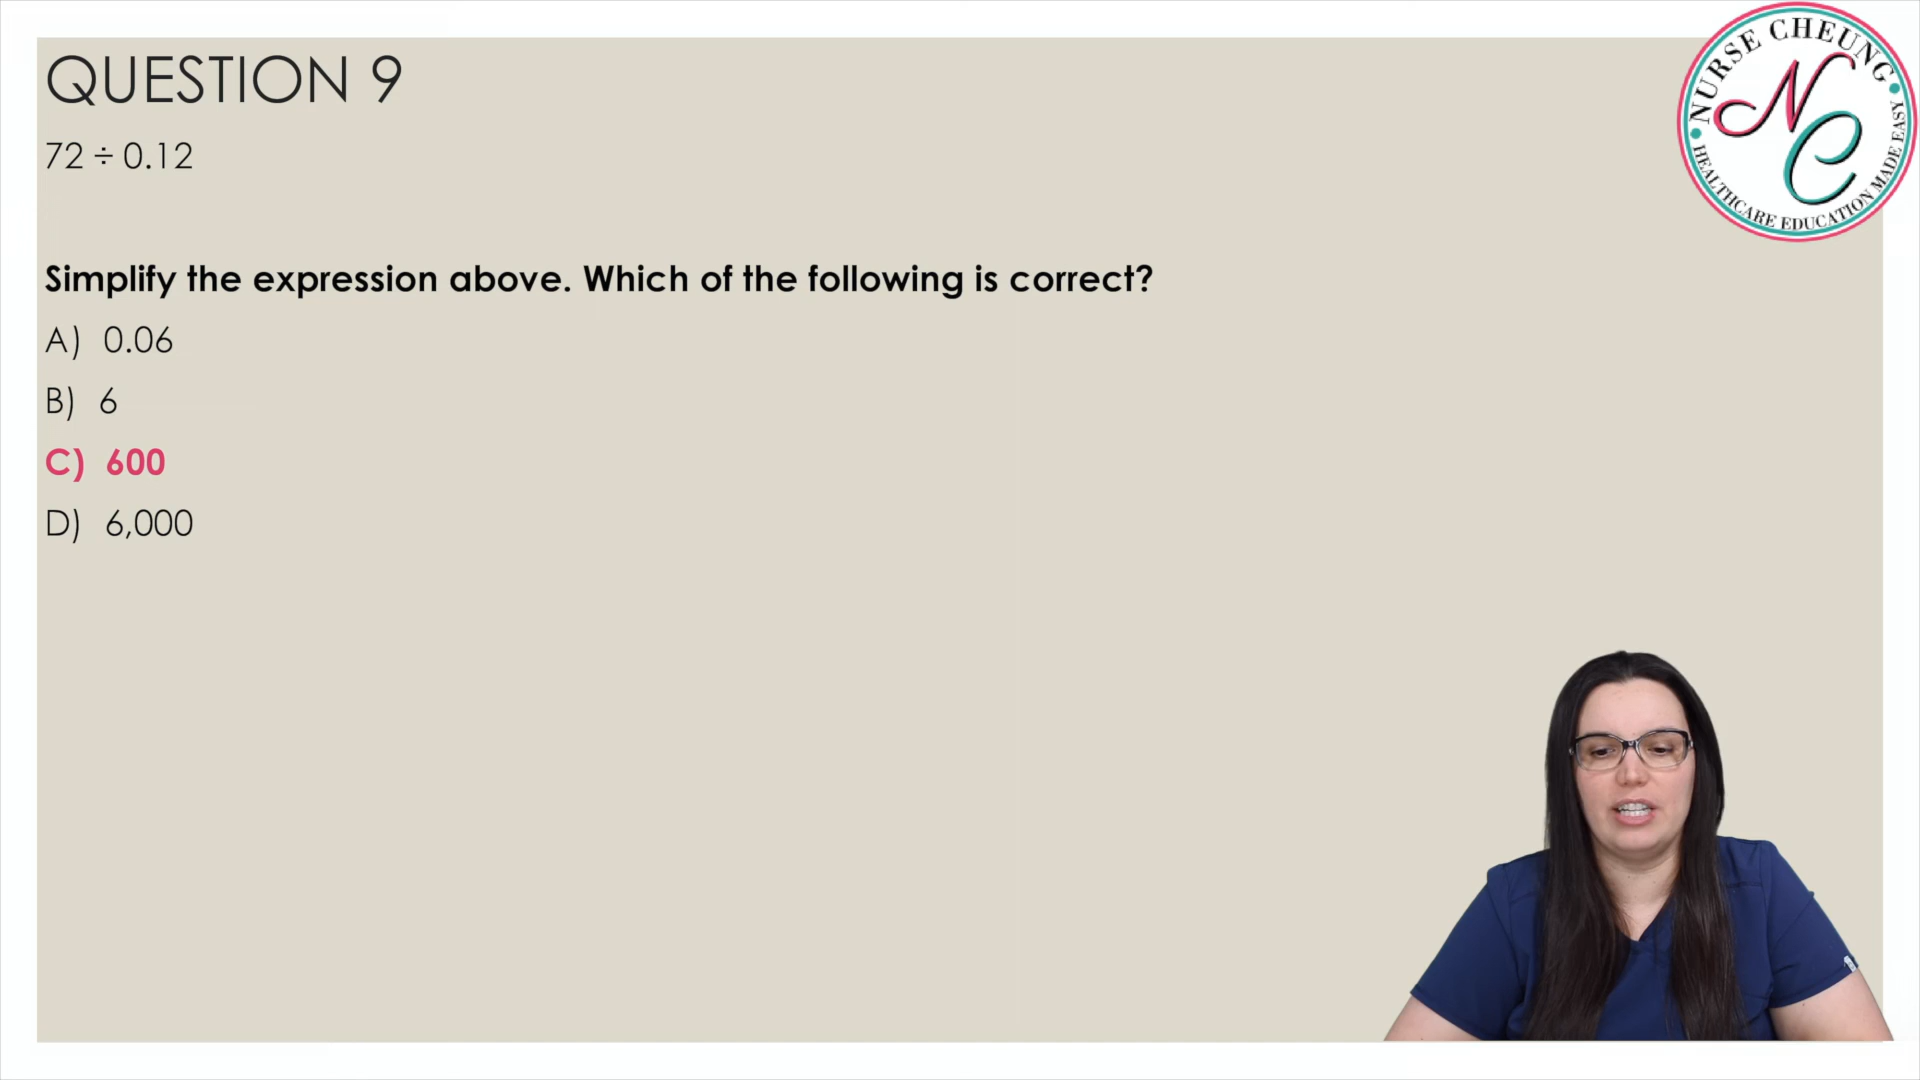 QUESTION 9
72 ÷ 0.12
Simplify the expression above. Which of the following is correct?
A) 0.06
B) 6
C) 600
D) 6,000
NURSE CHEUNG
NC
HEALTHCARE EDUCATION MADE EASY